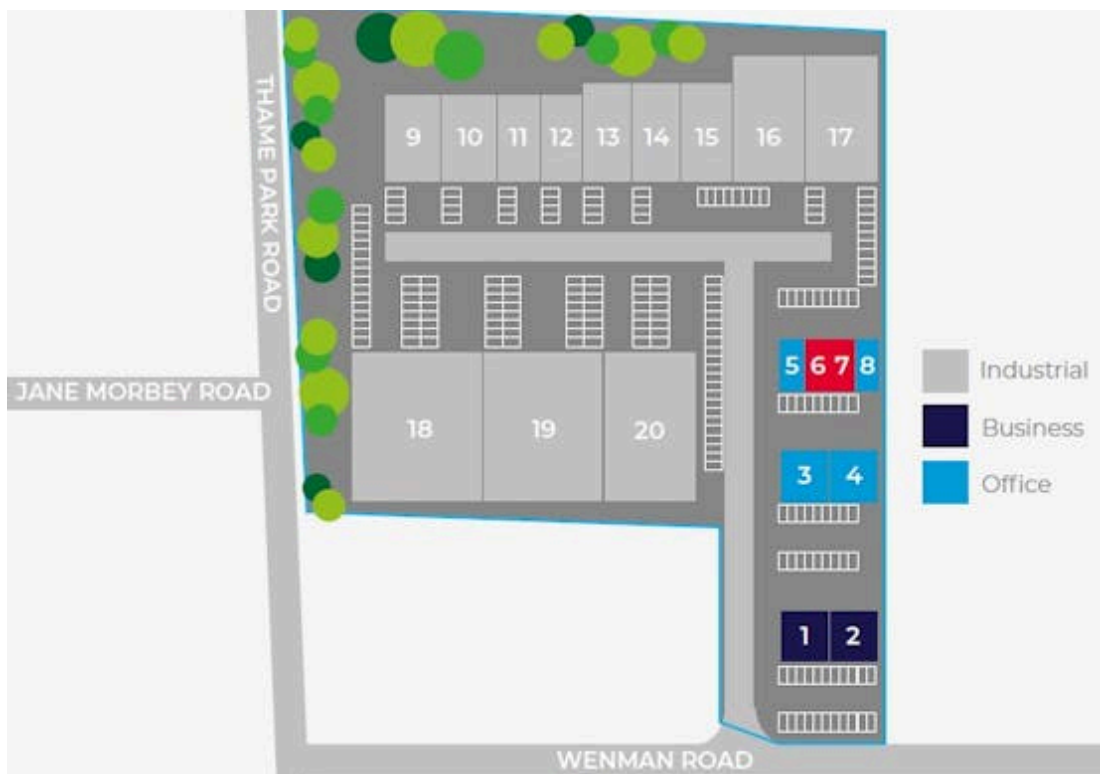 THAME PARK ROAD
9 10 11 12 13 14 15 16 17
JANE MORBEY ROAD
18 19 20
5 6 7 8
3 4
1 2
Industrial
Business
Office
WENMAN ROAD